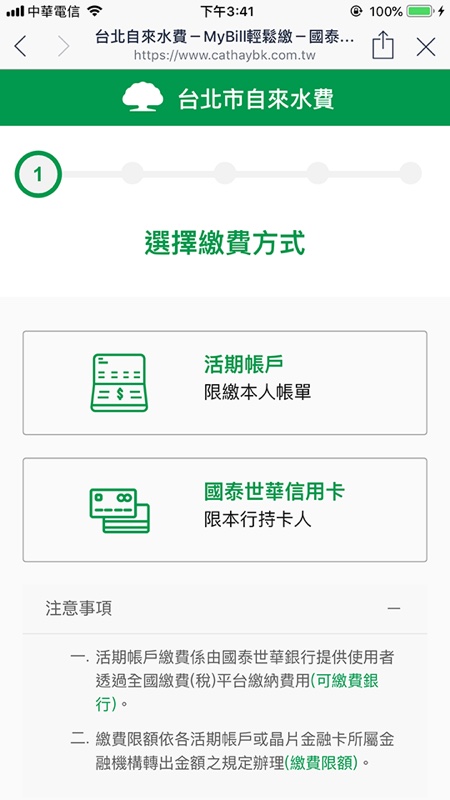 中華電信 下午3:41 100%
台北自來水費－MyBill輕鬆繳－國泰...
https://www.cathaybk.com.tw
台北市自來水費
1
選擇繳費方式
活期帳戶
限繳本人帳單
國泰世華信用卡
限本行持卡人
注意事項
一. 活期帳戶繳費係由國泰世華銀行提供使用者
透過全國繳費(稅)平台繳納費用(可繳費銀
行)。
二. 繳費限額依各活期帳戶或晶片金融卡所屬金
融機構轉出金額之規定辦理(繳費限額)。